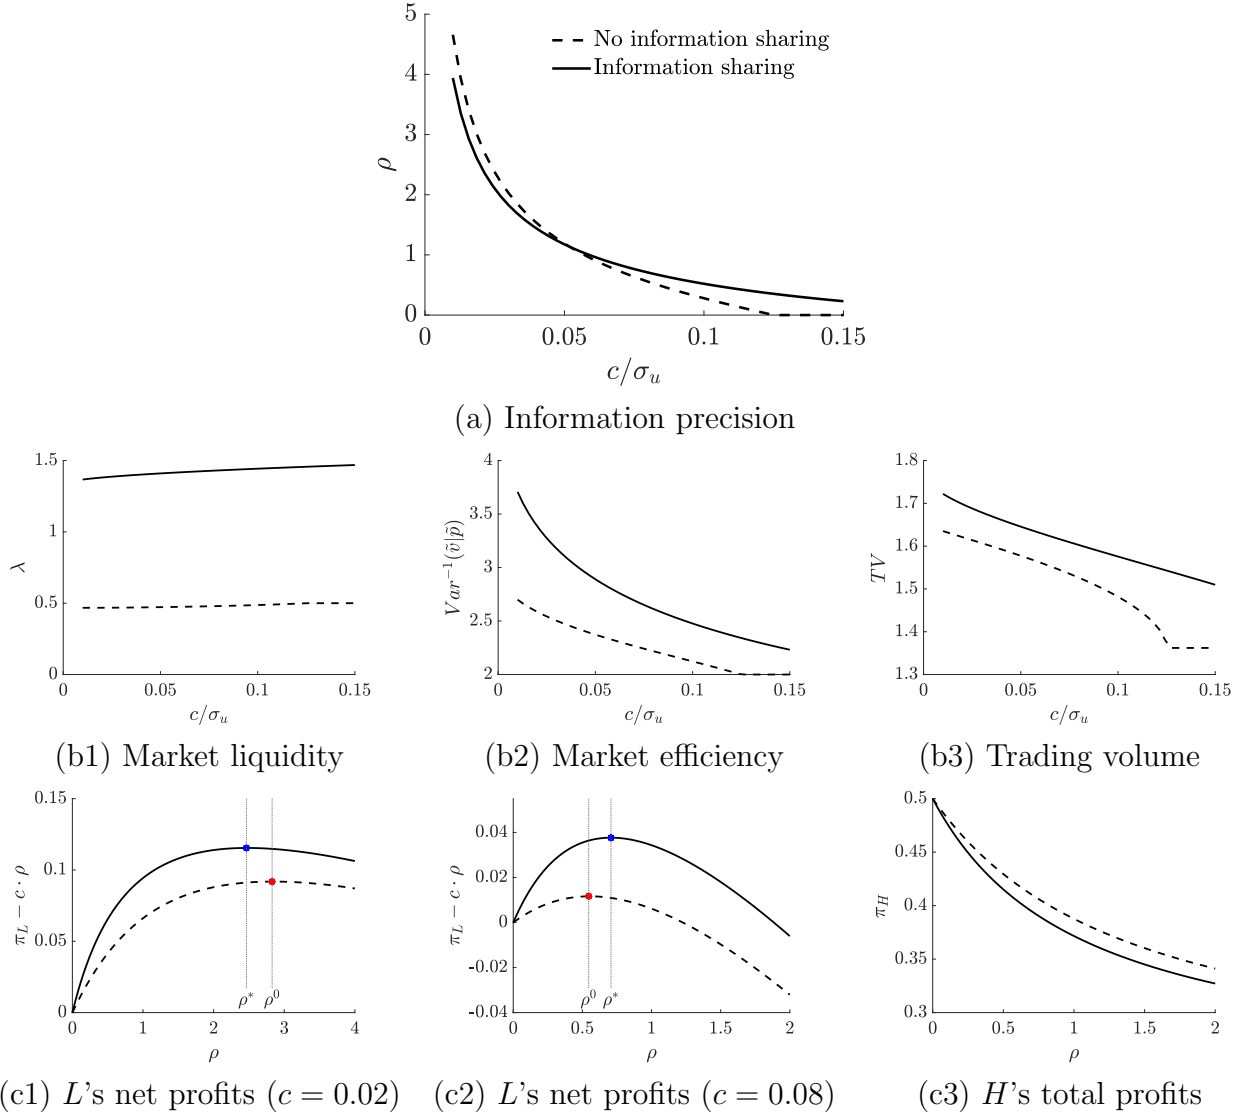 5
4
3
2
1
0
ρ
No information sharing
Information sharing
0 0.05 0.1 0.15
c/σ_u
(a) Information precision
1.5
1
0.5
0
λ
0 0.05 0.1 0.15
c/σ_u
(b1) Market liquidity
4
3.5
3
2.5
2
Var⁻¹(ṽ|p̃)
0 0.05 0.1 0.15
c/σ_u
(b2) Market efficiency
1.8
1.7
1.6
1.5
1.4
1.3
TV
0 0.05 0.1 0.15
c/σ_u
(b3) Trading volume
0.15
0.1
0.05
0
π_L − c · ρ
ρ* ρ⁰
0 1 2 3 4
ρ
(c1) L's net profits (c = 0.02)
0.04
0.02
0
-0.02
-0.04
π_L − c · ρ
ρ⁰ ρ*
0 0.5 1 1.5 2
ρ
(c2) L's net profits (c = 0.08)
0.5
0.45
0.4
0.35
0.3
π_H
0 1 2
ρ
(c3) H's total profits